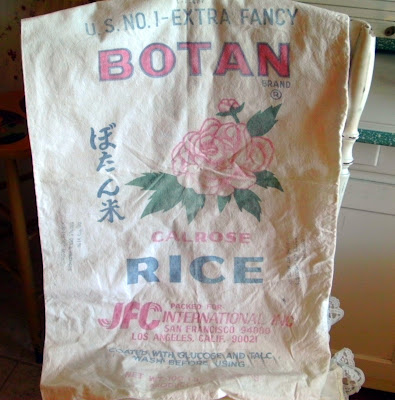 U.S. NO. 1-EXTRA FANCY
BOTAN
BRAND
®
ぼたん米
CALROSE
RICE
PACKED FOR
JFC INTERNATIONAL INC
SAN FRANCISCO 94080
LOS ANGELES, CALIF. 90021
COATED WITH GLUCOSE AND TALC
WASH BEFORE USING